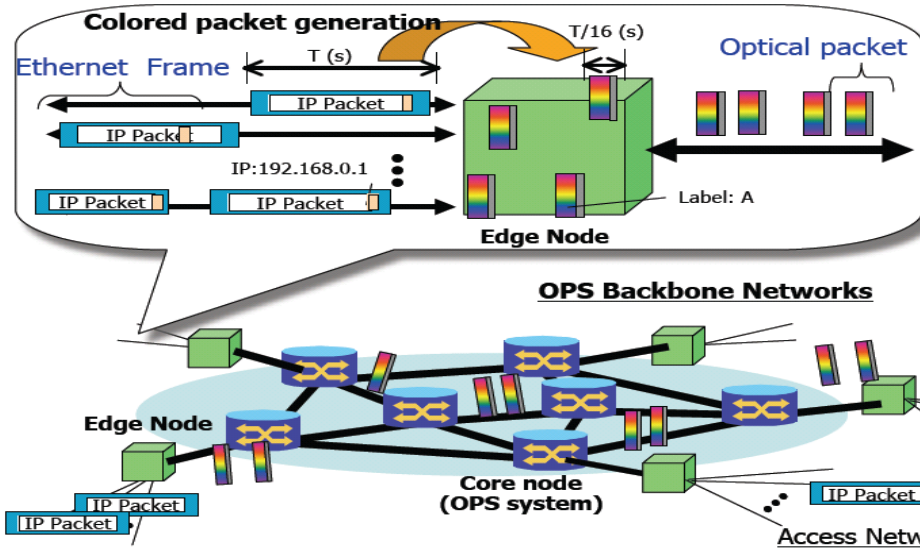 Colored packet generation
T/16 (s)
T (s)
Optical packet
Ethernet Frame
IP Packet
IP Packet
IP:192.168.0.1
IP Packet
IP Packet
Label: A
Edge Node
OPS Backbone Networks
Edge Node
Core node
(OPS system)
IP Packet
IP Packet
IP Packet
Access Netw